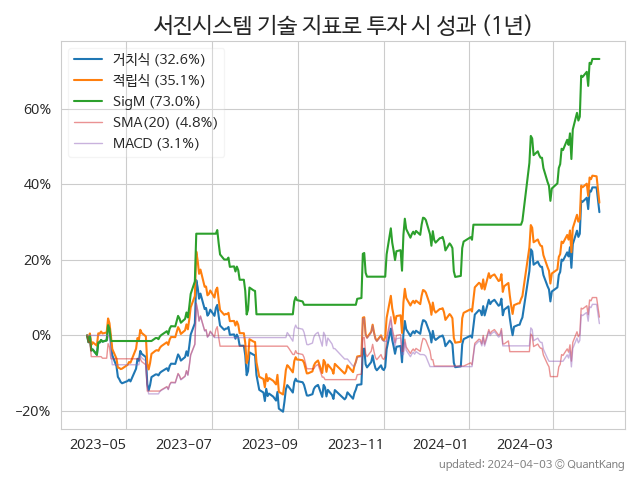 서진시스템 기술 지표로 투자 시 성과 (1년)
거치식 (32.6%)
적립식 (35.1%)
SigM (73.0%)
SMA(20) (4.8%)
MACD (3.1%)
60%
40%
20%
0%
−20%
2023-05 2023-07 2023-09 2023-11 2024-01 2024-03
updated: 2024-04-03 © QuantKang